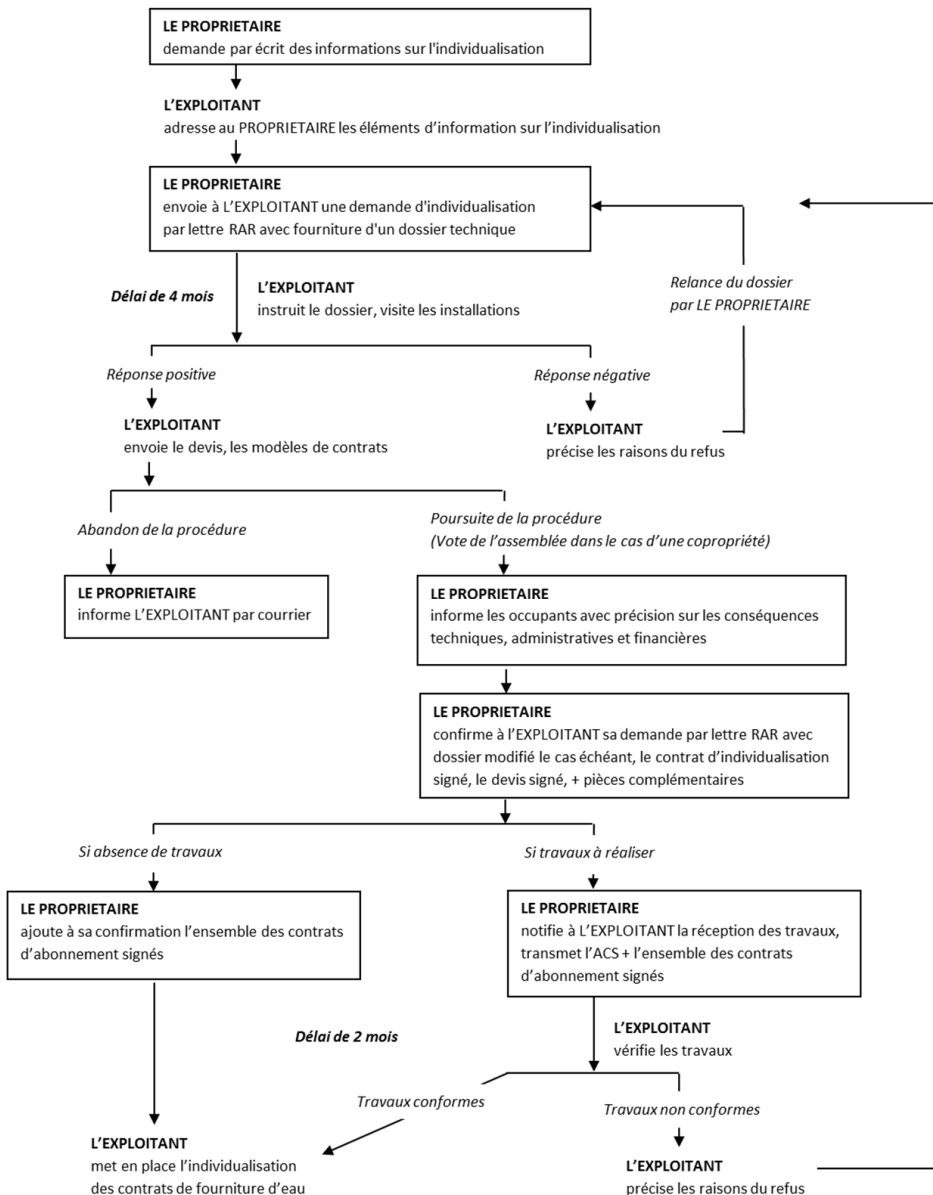 LE PROPRIETAIRE
demande par écrit des informations sur l'individualisation
L'EXPLOITANT
adresse au PROPRIETAIRE les éléments d'information sur l'individualisation
LE PROPRIETAIRE
envoie à L'EXPLOITANT une demande d'individualisation
par lettre RAR avec fourniture d'un dossier technique
Délai de 4 mois
L'EXPLOITANT
instruit le dossier, visite les installations
Relance du dossier
par LE PROPRIETAIRE
Réponse positive
Réponse négative
L'EXPLOITANT
envoie le devis, les modèles de contrats
L'EXPLOITANT
précise les raisons du refus
Abandon de la procédure
Poursuite de la procédure
(Vote de l'assemblée dans le cas d'une copropriété)
LE PROPRIETAIRE
informe L'EXPLOITANT par courrier
LE PROPRIETAIRE
informe les occupants avec précision sur les conséquences
techniques, administratives et financières
LE PROPRIETAIRE
confirme à l'EXPLOITANT sa demande par lettre RAR avec
dossier modifié le cas échéant, le contrat d'individualisation
signé, le devis signé, + pièces complémentaires
Si absence de travaux
Si travaux à réaliser
LE PROPRIETAIRE
ajoute à sa confirmation l'ensemble des contrats
d'abonnement signés
LE PROPRIETAIRE
notifie à L'EXPLOITANT la réception des travaux,
transmet l'ACS + l'ensemble des contrats
d'abonnement signés
Délai de 2 mois
L'EXPLOITANT
vérifie les travaux
Travaux conformes
Travaux non conformes
L'EXPLOITANT
met en place l'individualisation
des contrats de fourniture d'eau
L'EXPLOITANT
précise les raisons du refus